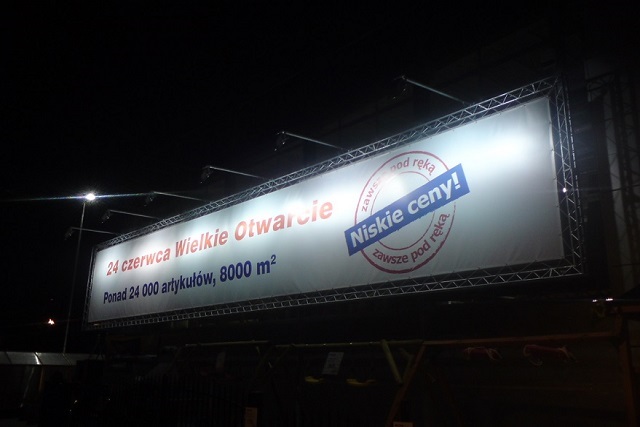 24 czerwca Wielkie Otwarcie
Ponad 24 000 artykułów, 8000 m²
zawsze pod ręką
Niskie ceny!
zawsze pod ręką